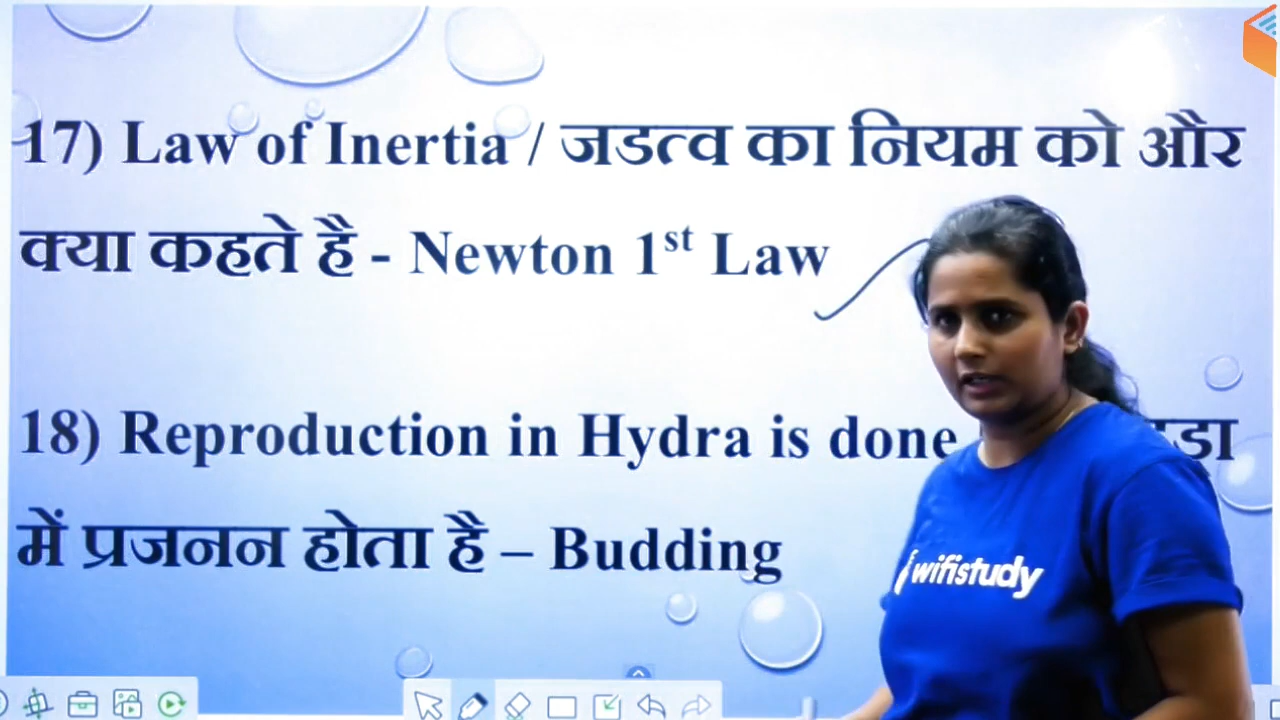 17) Law of Inertia / जडत्व का नियम को और
क्या कहते है - Newton 1st Law
18) Reproduction in Hydra is done
में प्रजनन होता है – Budding
wifistudy